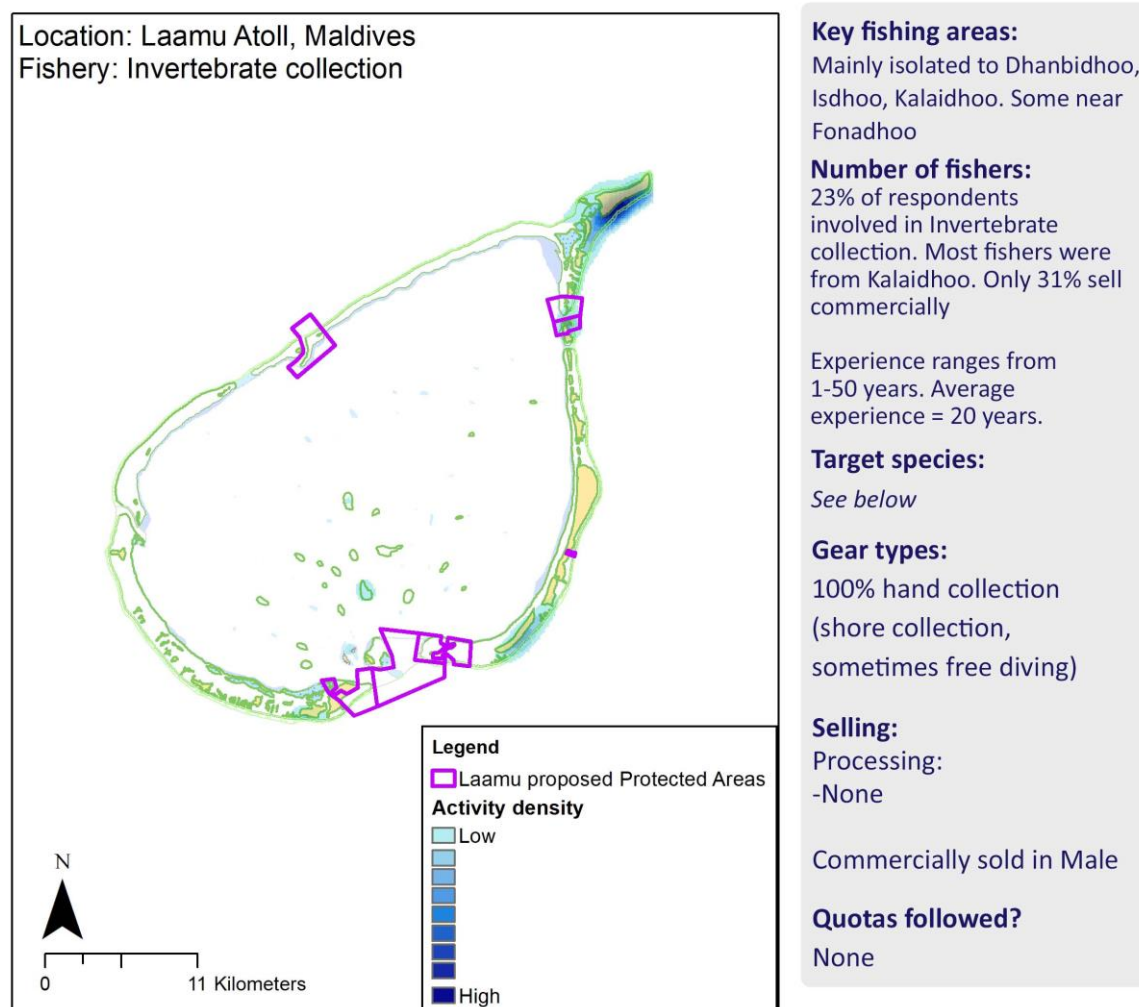 Location: Laamu Atoll, Maldives
Fishery: Invertebrate collection
Legend
Laamu proposed Protected Areas
Activity density
Low
High
N
0
11 Kilometers
Key fishing areas:
Mainly isolated to Dhanbidhoo,
Isdhoo, Kalaidhoo. Some near
Fonadhoo
Number of fishers:
23% of respondents
involved in Invertebrate
collection. Most fishers were
from Kalaidhoo. Only 31% sell
commercially
Experience ranges from
1-50 years. Average
experience = 20 years.
Target species:
See below
Gear types:
100% hand collection
(shore collection,
sometimes free diving)
Selling:
Processing:
-None
Commercially sold in Male
Quotas followed?
None